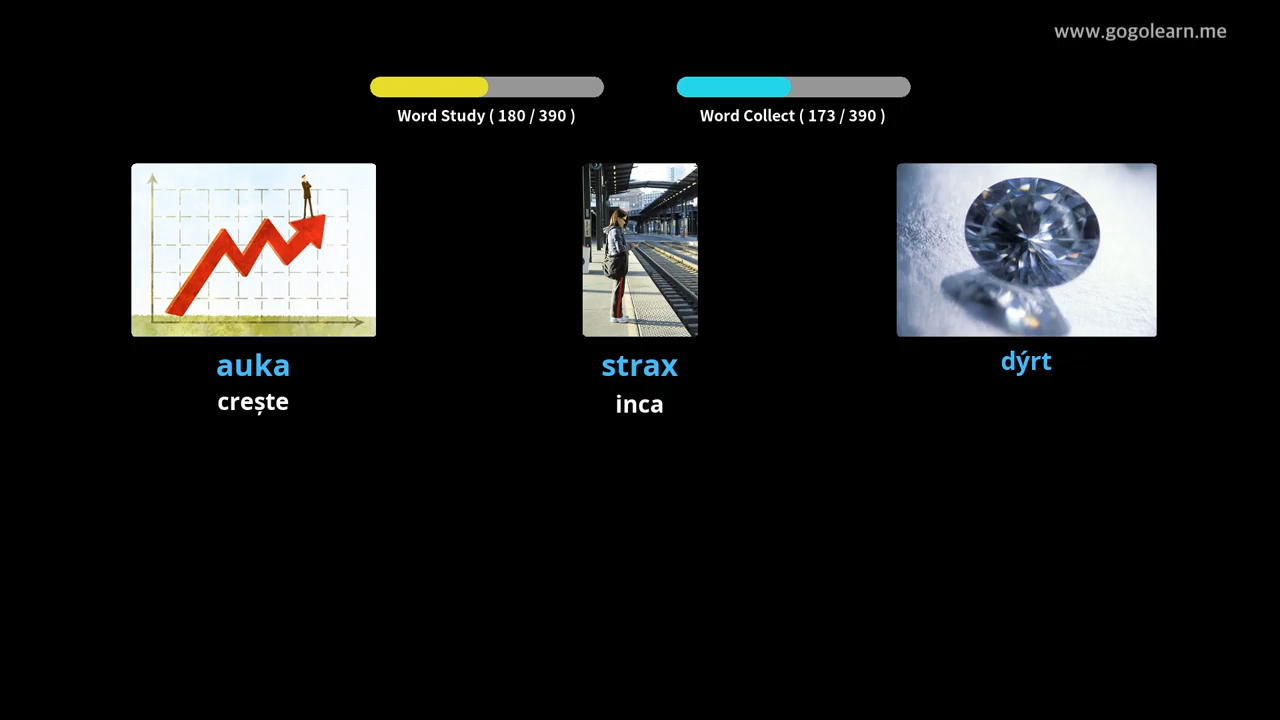 www.gogolearn.me
Word Study ( 180 / 390 )
Word Collect ( 173 / 390 )
auka
crește
strax
inca
dýrt